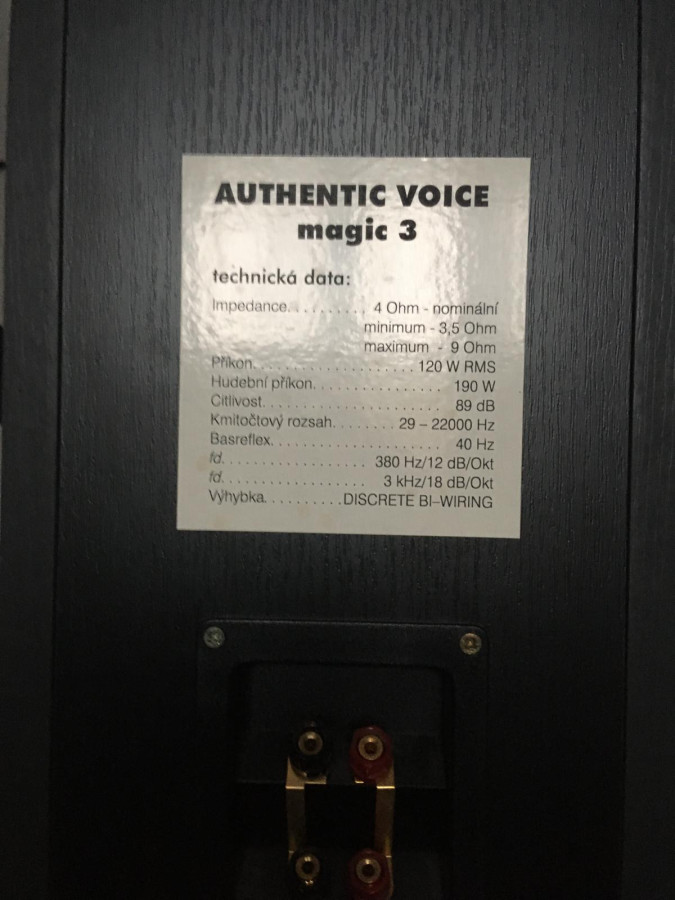 AUTHENTIC VOICE
magic 3
technická data:
Impedance. . . . . . . . . . 4 Ohm - nominální
minimum - 3,5 Ohm
maximum - 9 Ohm
Příkon. . . . . . . . . . . . . . . . . . . . 120 W RMS
Hudební příkon. . . . . . . . . . . . . . . . 190 W
Citlivost. . . . . . . . . . . . . . . . . . . . . . 89 dB
Kmitočtový rozsah. . . . . . . . 29 – 22000 Hz
Basreflex. . . . . . . . . . . . . . . . . . . . . 40 Hz
fd. . . . . . . . . . . . . . . . . . 380 Hz/12 dB/Okt
fd. . . . . . . . . . . . . . . . . . . 3 kHz/18 dB/Okt
Výhybka. . . . . . . . . .DISCRETE BI–WIRING